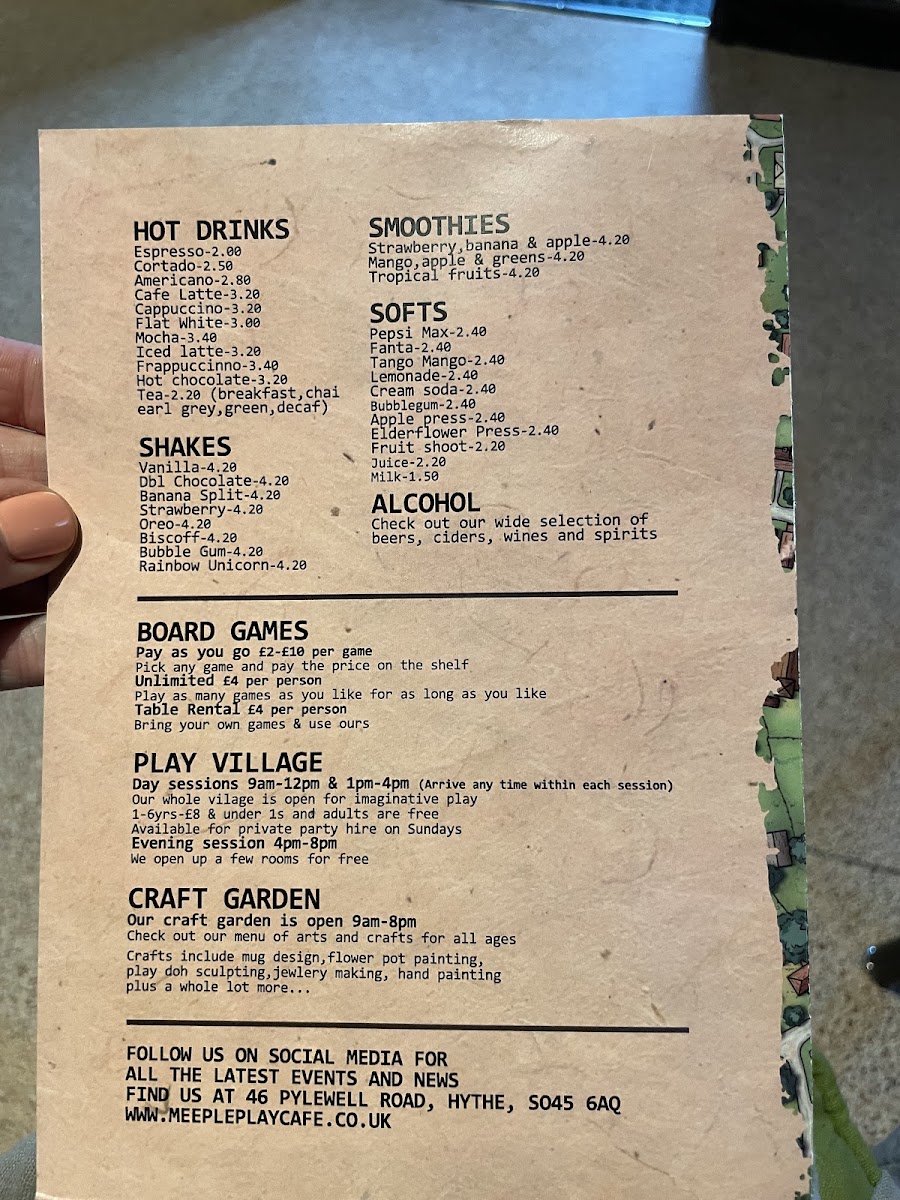 HOT DRINKS
Espresso-2.00
Cortado-2.50
Americano-2.80
Cafe Latte-3.20
Cappuccino-3.20
Flat White-3.00
Mocha-3.40
Iced latte-3.20
Frappuccinno-3.40
Hot chocolate-3.20
Tea-2.20 (breakfast,chai
earl grey,green,decaf)
SHAKES
Vanilla-4.20
Dbl Chocolate-4.20
Banana Split-4.20
Strawberry-4.20
Oreo-4.20
Biscoff-4.20
Bubble Gum-4.20
Rainbow Unicorn-4.20
SMOOTHIES
Strawberry,banana & apple-4.20
Mango,apple & greens-4.20
Tropical fruits-4.20
SOFTS
Pepsi Max-2.40
Fanta-2.40
Tango Mango-2.40
Lemonade-2.40
Cream soda-2.40
Bubblegum-2.40
Apple press-2.40
Elderflower Press-2.40
Fruit shoot-2.20
Juice-2.20
Milk-1.50
ALCOHOL
Check out our wide selection of
beers, ciders, wines and spirits
BOARD GAMES
Pay as you go £2-£10 per game
Pick any game and pay the price on the shelf
Unlimited £4 per person
Play as many games as you like for as long as you like
Table Rental £4 per person
Bring your own games & use ours
PLAY VILLAGE
Day sessions 9am-12pm & 1pm-4pm (Arrive any time within each session)
Our whole vilage is open for imaginative play
1-6yrs-£8 & under 1s and adults are free
Available for private party hire on Sundays
Evening session 4pm-8pm
We open up a few rooms for free
CRAFT GARDEN
Our craft garden is open 9am-8pm
Check out our menu of arts and crafts for all ages
Crafts include mug design,flower pot painting,
play doh sculpting,jewlery making, hand painting
plus a whole lot more...
FOLLOW US ON SOCIAL MEDIA FOR
ALL THE LATEST EVENTS AND NEWS
FIND US AT 46 PYLEWELL ROAD, HYTHE, SO45 6AQ
WWW.MEEPLEPLAYCAFE.CO.UK